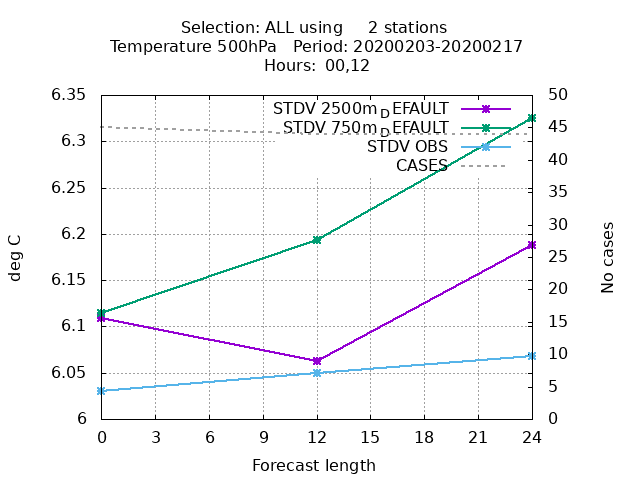 Selection: ALL using     2 stations
Temperature 500hPa   Period: 20200203-20200217
Hours: 00,12
STDV 2500m_DEFAULT
STDV 750m_DEFAULT
STDV OBS
CASES
6.35
6.3
6.25
6.2
6.15
6.1
6.05
6
50
45
40
35
30
25
20
15
10
5
0
deg C
No cases
0 3 6 9 12 15 18 21 24
Forecast length